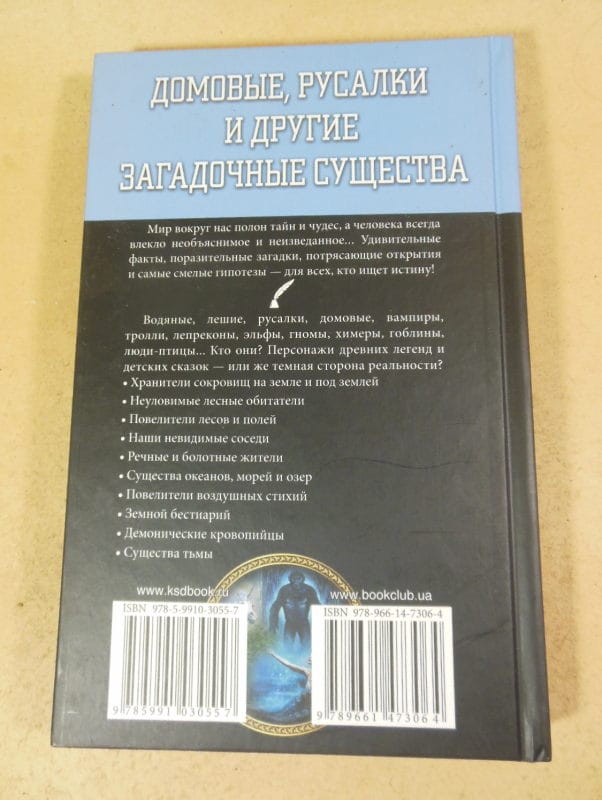 ДОМОВЫЕ, РУСАЛКИ
И ДРУГИЕ
ЗАГАДОЧНЫЕ СУЩЕСТВА
Мир вокруг нас полон тайн и чудес, а человека всегда
влекло необъяснимое и неизведанное... Удивительные
факты, поразительные загадки, потрясающие открытия
и самые смелые гипотезы — для всех, кто ищет истину!
Водяные, лешие, русалки, домовые, вампиры,
тролли, лепреконы, эльфы, гномы, химеры, гоблины,
люди-птицы... Кто они? Персонажи древних легенд и
детских сказок — или же темная сторона реальности?
• Хранители сокровищ на земле и под землей
• Неуловимые лесные обитатели
• Повелители лесов и полей
• Наши невидимые соседи
• Речные и болотные жители
• Существа океанов, морей и озер
• Повелители воздушных стихий
• Земной бестиарий
• Демонические кровопийцы
• Существа тьмы
www.ksdbook.ru
www.bookclub.ua
ISBN 978-5-9910-3055-7
ISBN 978-966-14-7306-4
9 785991 030557
9 789661 473064